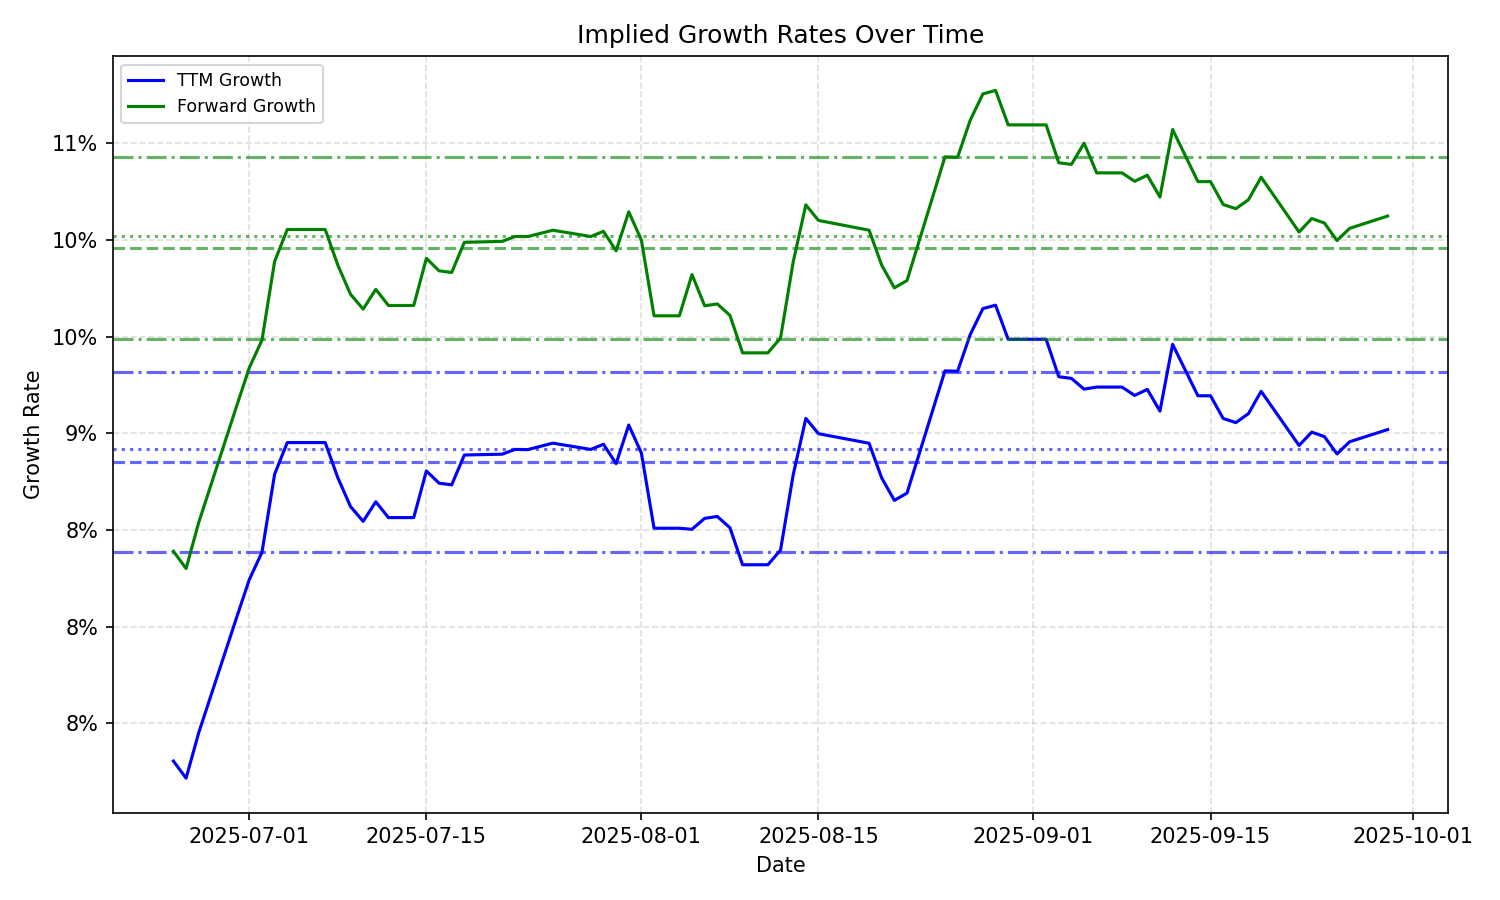 Implied Growth Rates Over Time
TTM Growth
Forward Growth
11%
10%
10%
9%
8%
8%
8%
Growth Rate
2025-07-01
2025-07-15
2025-08-01
2025-08-15
2025-09-01
2025-09-15
2025-10-01
Date